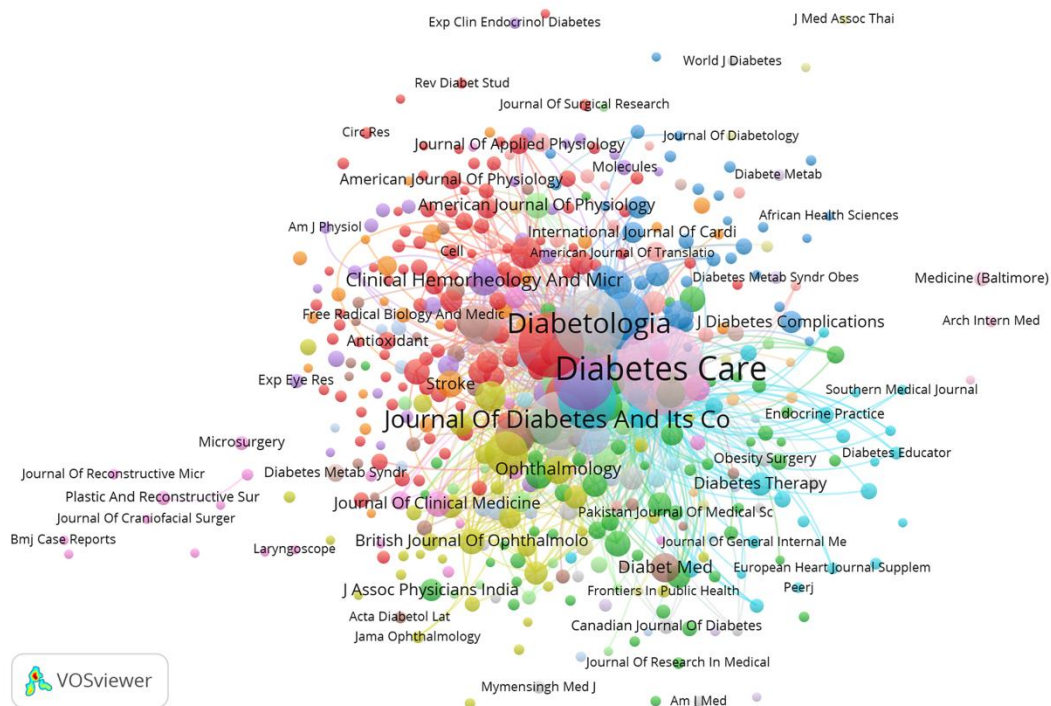 Exp Clin Endocrinol Diabetes
J Med Assoc Thai
World J Diabetes
Rev Diabet Stud
Journal Of Surgical Research
Circ Res
Journal Of Applied Physiology
Journal Of Diabetology
Molecules
American Journal Of Physiology
Diabete Metab
American Journal Of Physiology
African Health Sciences
Am J Physiol
International Journal Of Cardi
Cell
American Journal Of Translatio
Clinical Hemorheology And Micr
Diabetes Metab Syndr Obes
Medicine (Baltimore)
Free Radical Biology And Medic
Diabetologia
J Diabetes Complications
Arch Intern Med
Antioxidant
Diabetes Care
Exp Eye Res
Stroke
Southern Medical Journal
Journal Of Diabetes And Its Co
Endocrine Practice
Microsurgery
Diabetes Educator
Obesity Surgery
Journal Of Reconstructive Micr
Diabetes Metab Syndr
Ophthalmology
Diabetes Therapy
Plastic And Reconstructive Sur
Journal Of Clinical Medicine
Pakistan Journal Of Medical Sc
Journal Of Craniofacial Surger
Bmj Case Reports
Laryngoscope
British Journal Of Ophthalmolo
Journal Of General Internal Me
Diabet Med
European Heart Journal Supplem
J Assoc Physicians India
Frontiers In Public Health
Peerj
Acta Diabetol Lat
Canadian Journal Of Diabetes
Jama Ophthalmology
Journal Of Research In Medical
Mymensingh Med J
Am J Med
VOSviewer